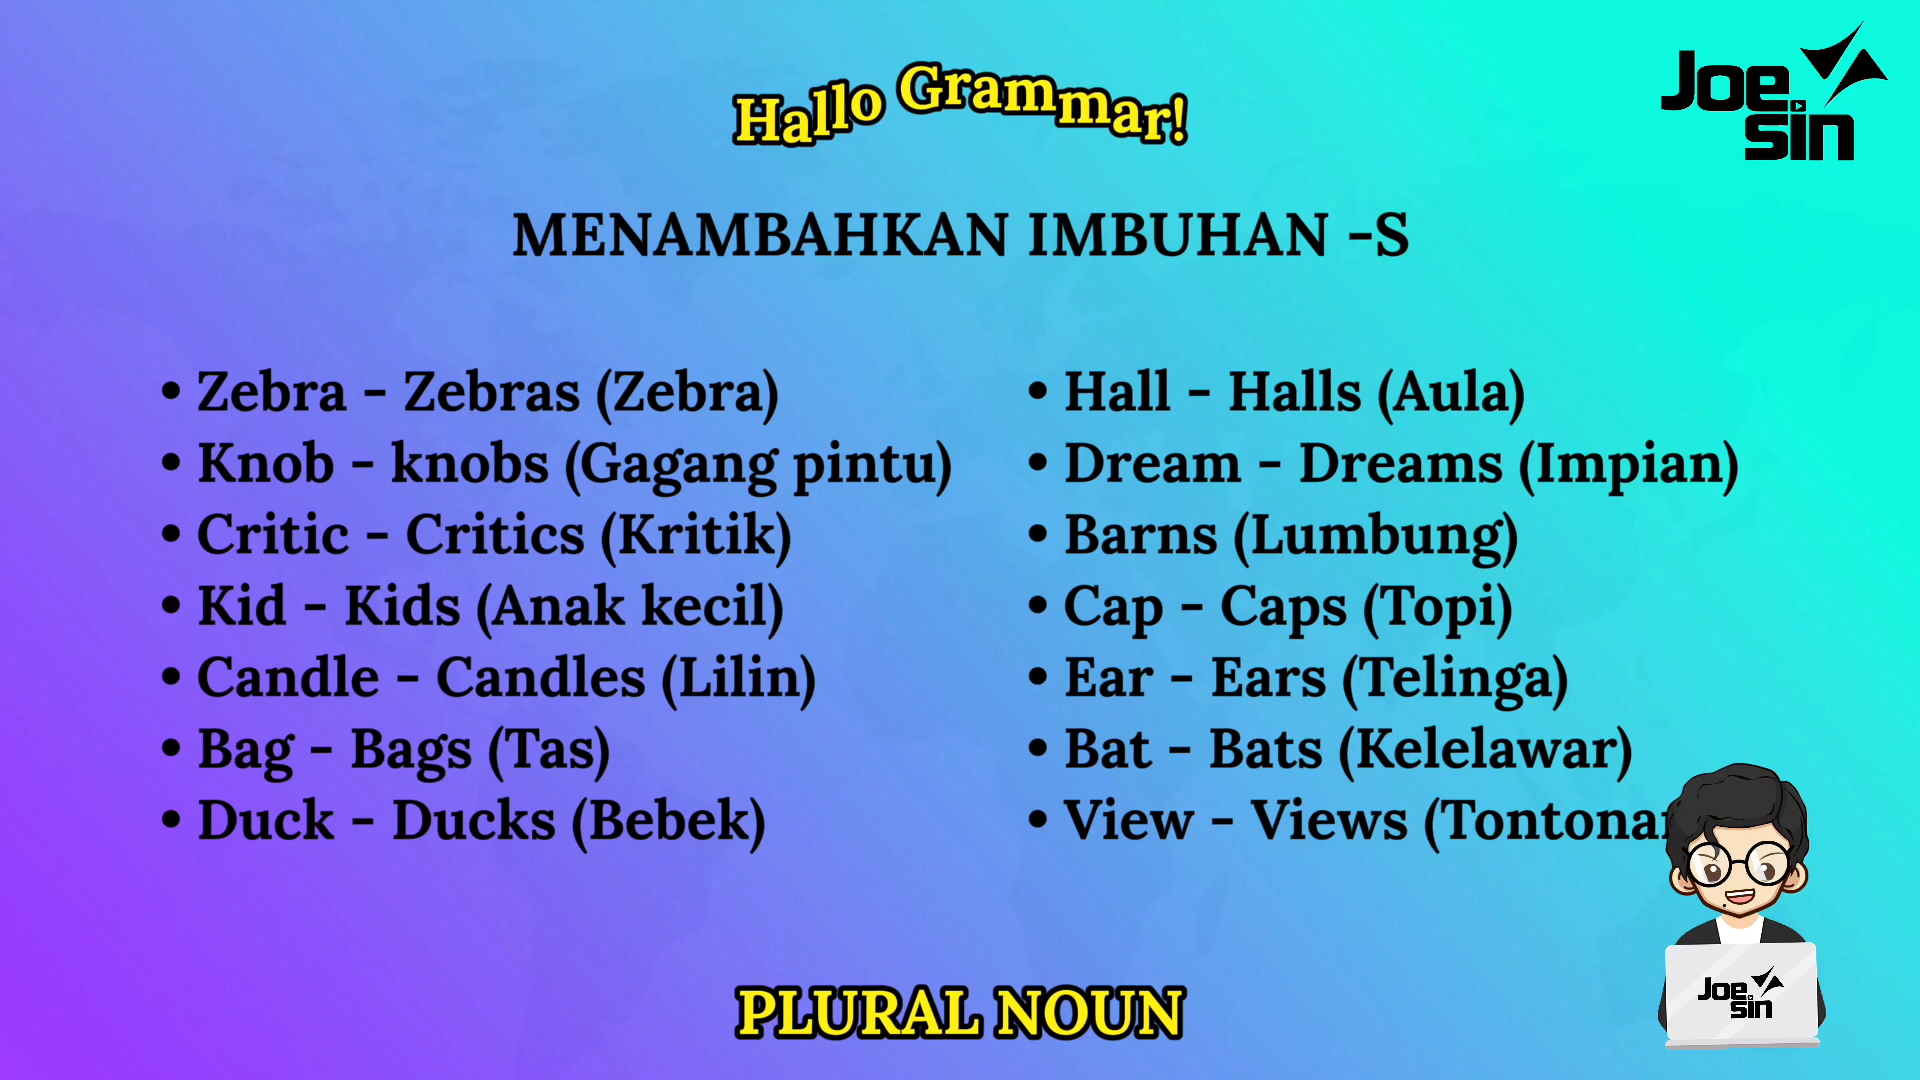 Hallo Grammar!
Joe
sin
MENAMBAHKAN IMBUHAN -S
• Zebra - Zebras (Zebra)
• Knob - knobs (Gagang pintu)
• Critic - Critics (Kritik)
• Kid - Kids (Anak kecil)
• Candle - Candles (Lilin)
• Bag - Bags (Tas)
• Duck - Ducks (Bebek)
• Hall - Halls (Aula)
• Dream - Dreams (Impian)
• Barns (Lumbung)
• Cap - Caps (Topi)
• Ear - Ears (Telinga)
• Bat - Bats (Kelelawar)
• View - Views
PLURAL NOUN
Joe
sin